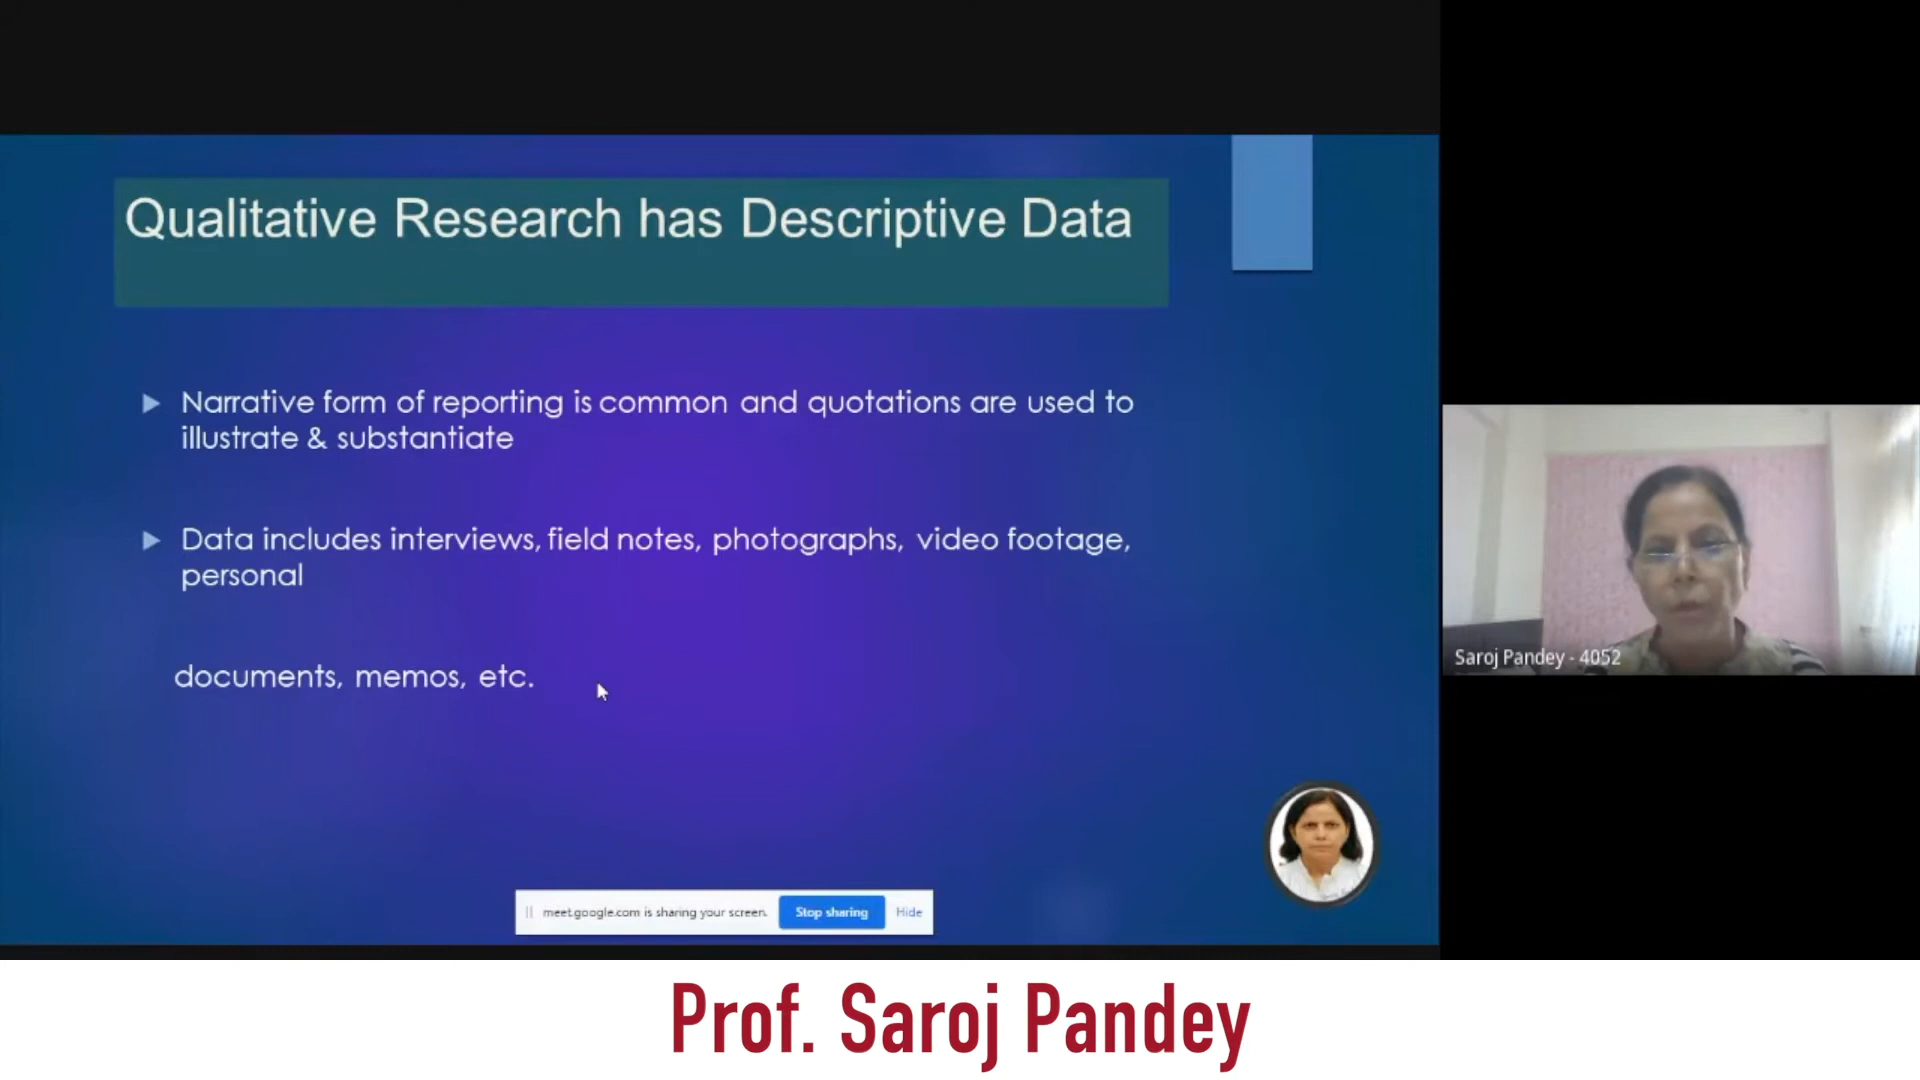 Qualitative Research has Descriptive Data
Narrative form of reporting is common and quotations are used to
illustrate & substantiate
Data includes interviews, field notes, photographs, video footage,
personal
documents, memos, etc.
Saroj Pandey - 4052
meet.google.com is sharing your screen.
Stop sharing
Hide
Prof. Saroj Pandey